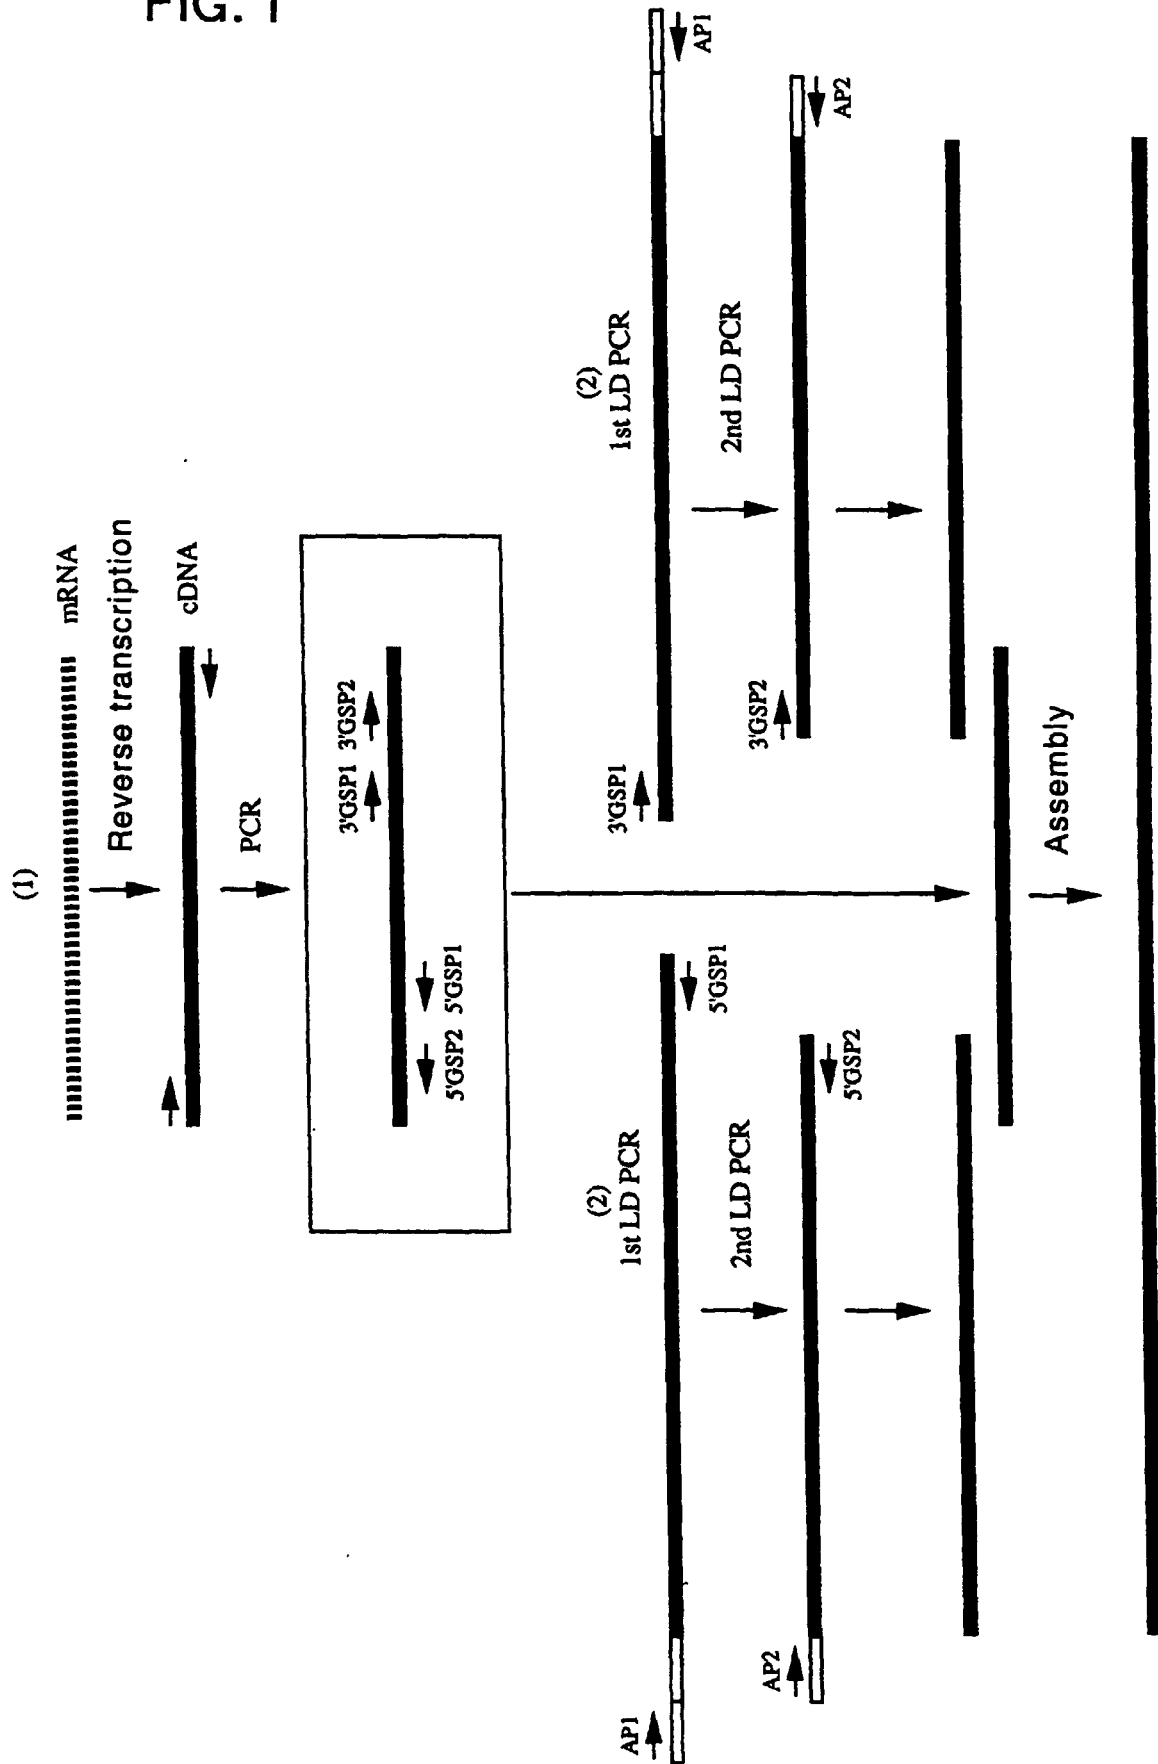 FIG. 1
(1)
mRNA
Reverse transcription
cDNA
PCR
3'GSP1 3'GSP2
5'GSP2 5'GSP1
(2)
1st LD PCR
AP1
5'GSP1
2nd LD PCR
AP2
5'GSP2
(2)
1st LD PCR
3'GSP1
AP1
2nd LD PCR
3'GSP2
AP2
Assembly